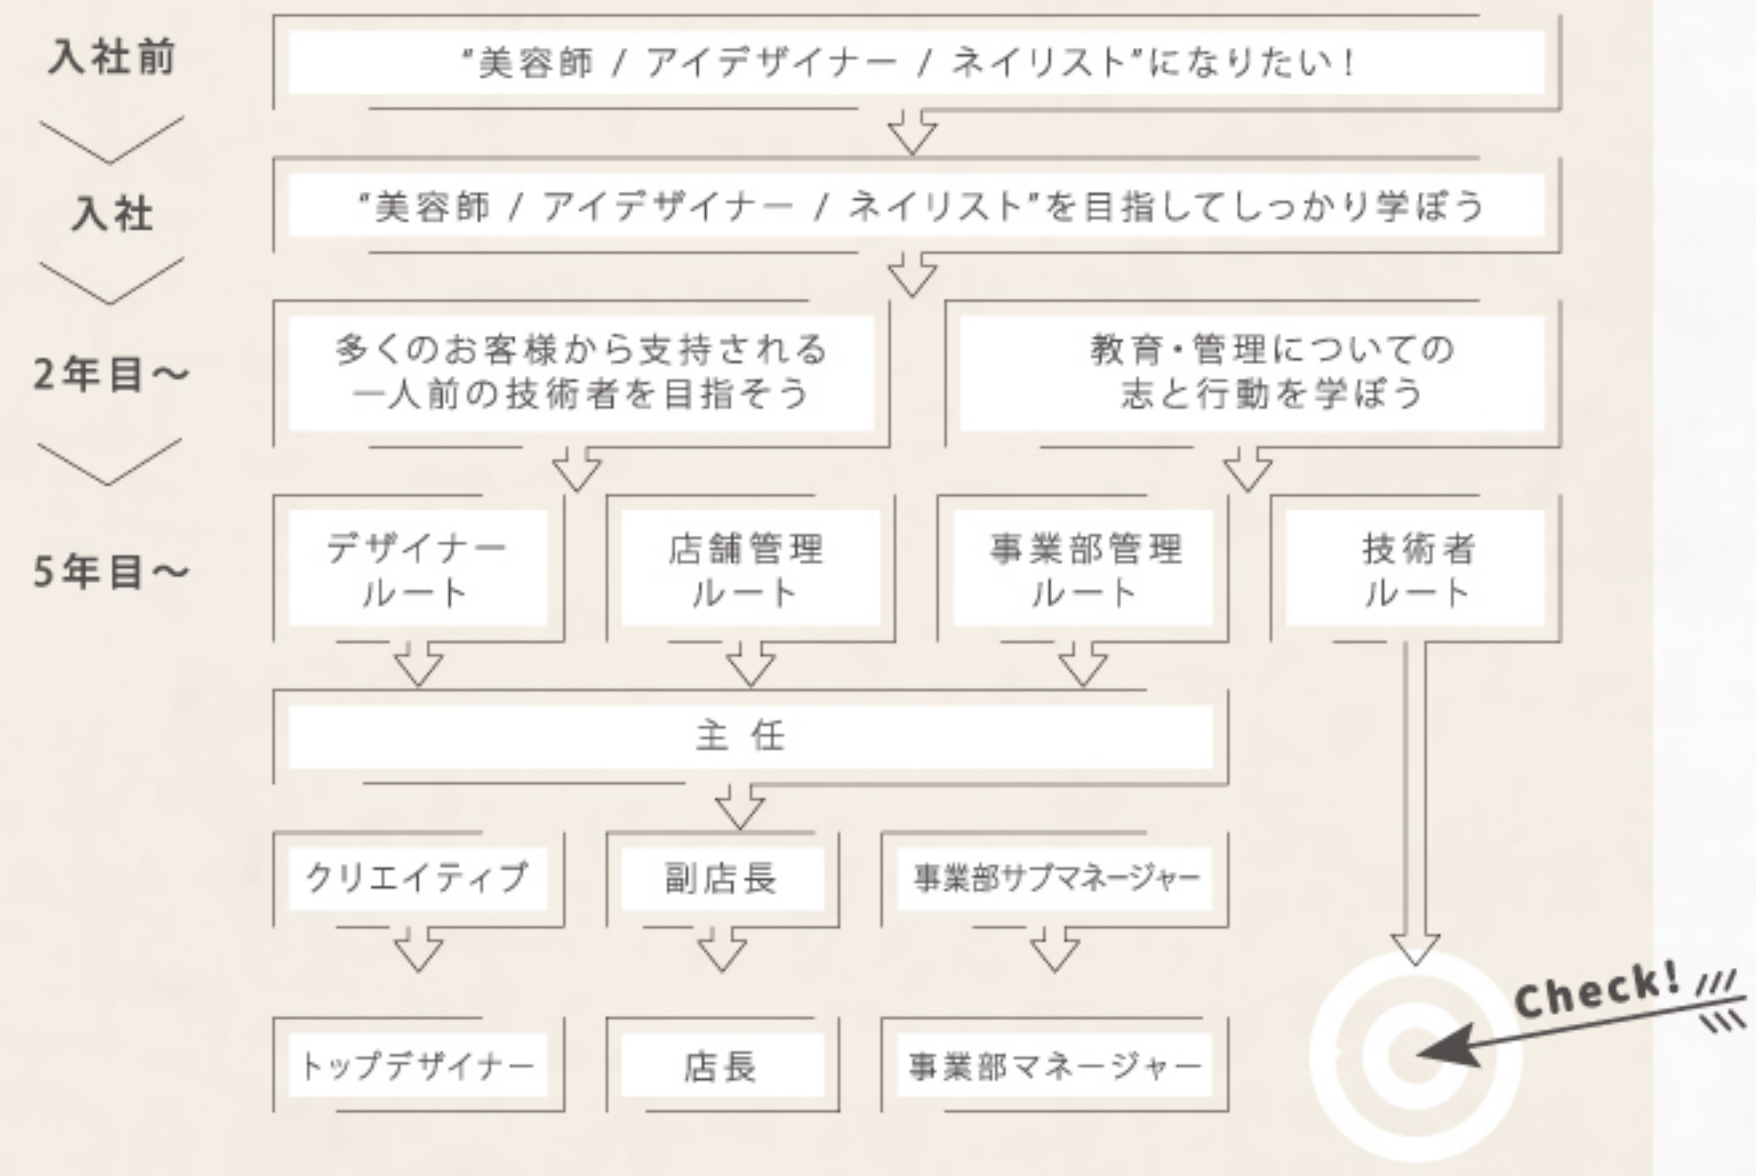 入社前
“美容師 / アイデザイナー / ネイリスト”になりたい！
入社
“美容師 / アイデザイナー / ネイリスト”を目指してしっかり学ぼう
2年目〜
多くのお客様から支持される
一人前の技術者を目指そう
教育・管理についての
志と行動を学ぼう
5年目〜
デザイナー
ルート
店舗管理
ルート
事業部管理
ルート
技術者
ルート
主 任
クリエイティブ
副店長
事業部サブマネージャー
Check!
トップデザイナー
店長
事業部マネージャー